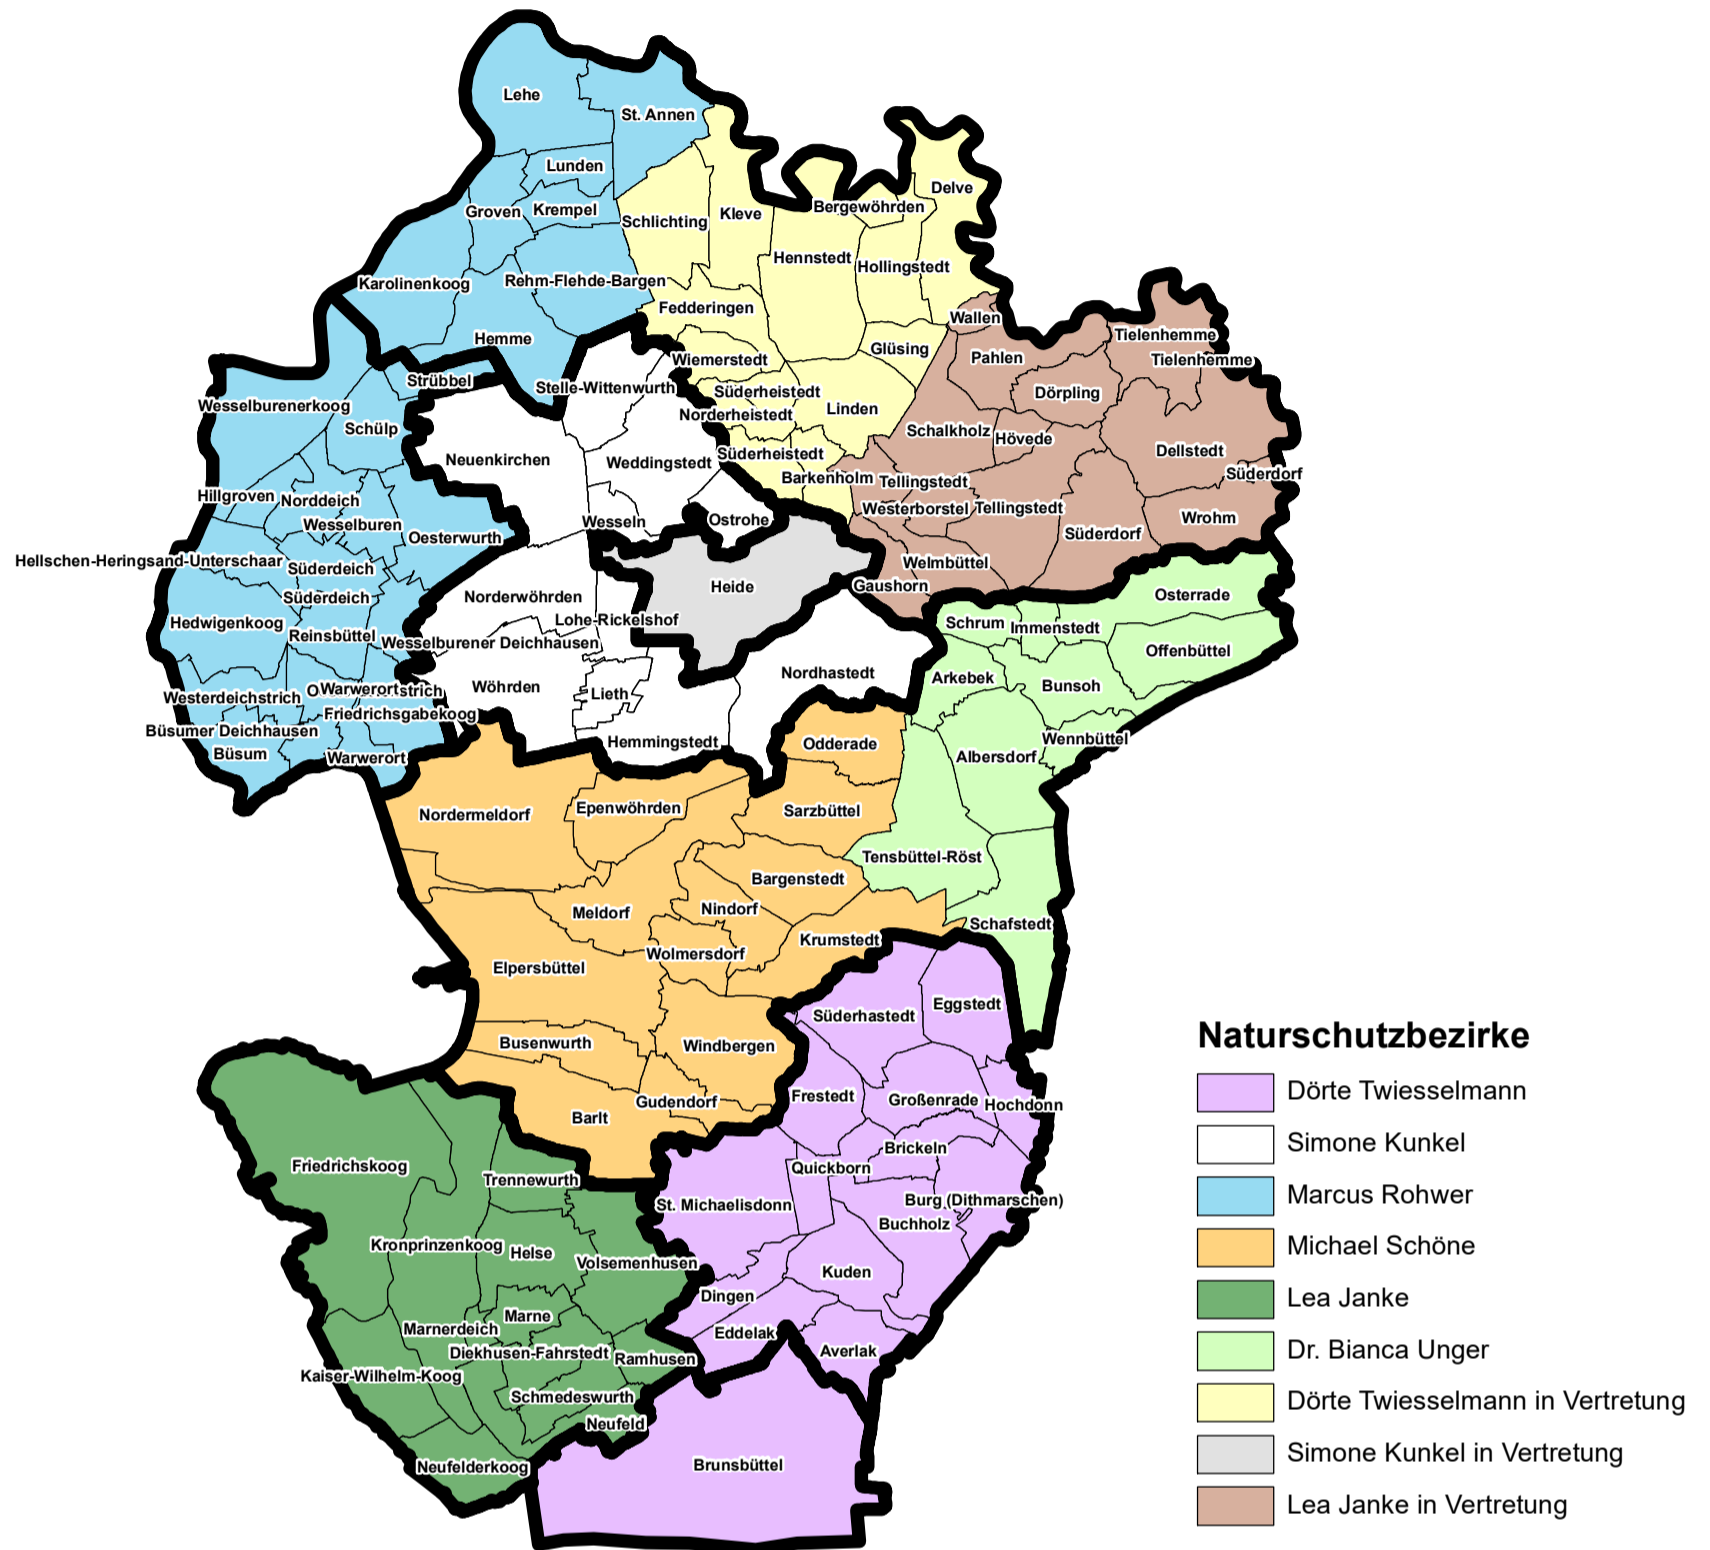 Lehe
St. Annen
Lunden
Delve
Groven
Krempel
Schlichting
Kleve
Bergewöhrden
Hennstedt
Hollingstedt
Karolinenkoog
Rehm-Flehde-Bargen
Fedderingen
Wallen
Hemme
Tielenhemme
Glüsing
Wiemerstedt
Pahlen
Tielenhemme
Strübbel
Stelle-Wittenwurth
Süderheistedt
Dörpling
Wesselburenerkoog
Norderheistedt
Linden
Schülp
Schalkholz
Hövede
Neuenkirchen
Weddingstedt
Süderheistedt
Dellstedt
Barkenholm
Tellingstedt
Süderdorf
Hillgroven
Norddeich
Westerborstel
Tellingstedt
Wesselburen
Wesseln
Ostrohe
Wrohm
Oesterwurth
Süderdorf
Hellschen-Heringsand-Unterschaar
Süderdeich
Welmbüttel
Heide
Gaushorn
Norderwöhrden
Süderdeich
Osterrade
Hedwigenkoog
Lohe-Rickelshof
Schrum
Immenstedt
Reinsbüttel
Wesselburener Deichhausen
Offenbüttel
Nordhastedt
Arkebek
Bunsoh
Wöhrden
Lieth
Westerdeichstrich
Warwerort
Friedrichsgabekoog
Büsumer Deichhausen
Hemmingstedt
Odderade
Wennbüttel
Büsum
Warwerort
Albersdorf
Nordermeldorf
Epenwöhrden
Sarzbüttel
Tensbüttel-Röst
Bargenstedt
Meldorf
Nindorf
Schafstedt
Krumstedt
Wolmersdorf
Elpersbüttel
Eggstedt
Süderhastedt
Busenwurth
Windbergen
Frestedt
Großenrade
Hochdonn
Gudendorf
Barlt
Brickeln
Friedrichskoog
Quickborn
Trennewurth
St. Michaelisdonn
Burg (Dithmarschen)
Buchholz
Kronprinzenkoog
Helse
Volsemenhusen
Kuden
Dingen
Marne
Marnerdeich
Eddelak
Diekhusen-Fahrstedt
Ramhusen
Averlak
Kaiser-Wilhelm-Koog
Schmedeswurth
Neufeld
Neufelderkoog
Brunsbüttel
Naturschutzbezirke
Dörte Twiesselmann
Simone Kunkel
Marcus Rohwer
Michael Schöne
Lea Janke
Dr. Bianca Unger
Dörte Twiesselmann in Vertretung
Simone Kunkel in Vertretung
Lea Janke in Vertretung